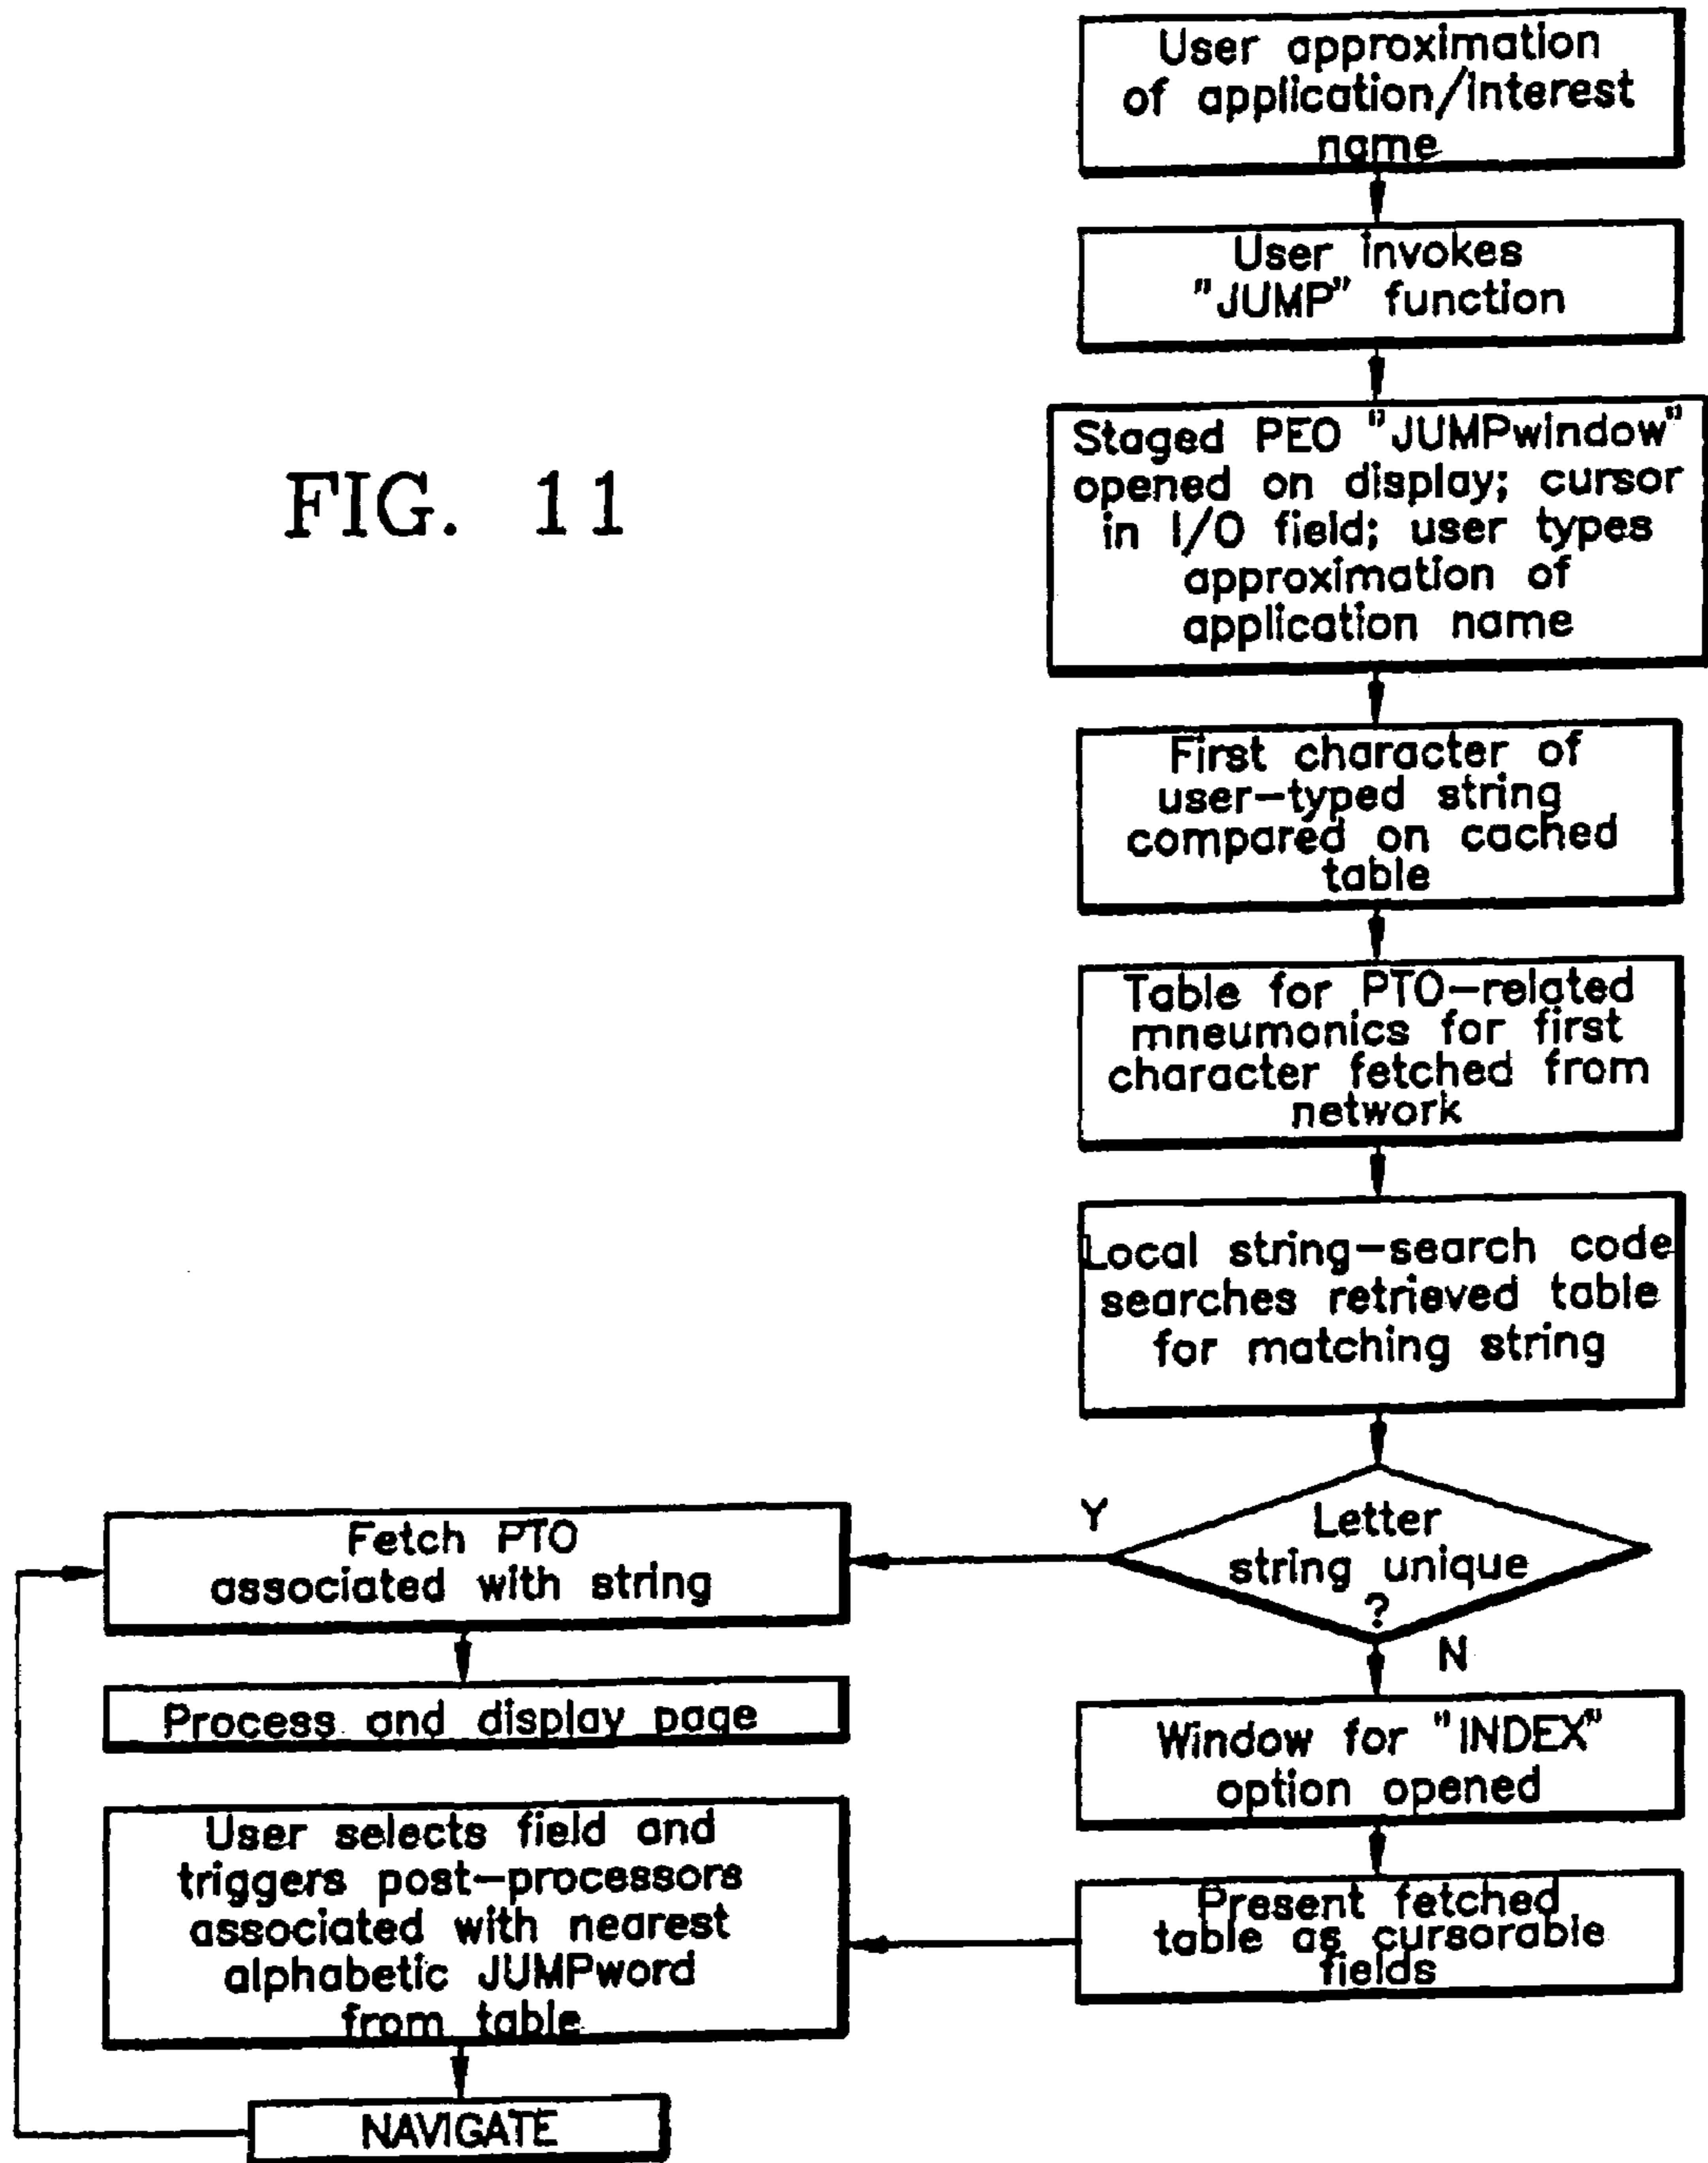 User approximation
of application/interest
name
User invokes
"JUMP" function
FIG. 11
Staged PEO "JUMPwindow"
opened on display; cursor
in I/O field; user types
approximation of
application name
First character of
user-typed string
compared on cached
table
Table for PTO-related
mneumonics for first
character fetched from
network
Local string-search code
searches retrieved table
for matching string
Letter
string unique
?
Y
N
Fetch PTO
associated with string
Process and display page
Window for "INDEX"
option opened
Present fetched
table as cursorable
fields
User selects field and
triggers post-processors
associated with nearest
alphabetic JUMPword
from table
NAVIGATE